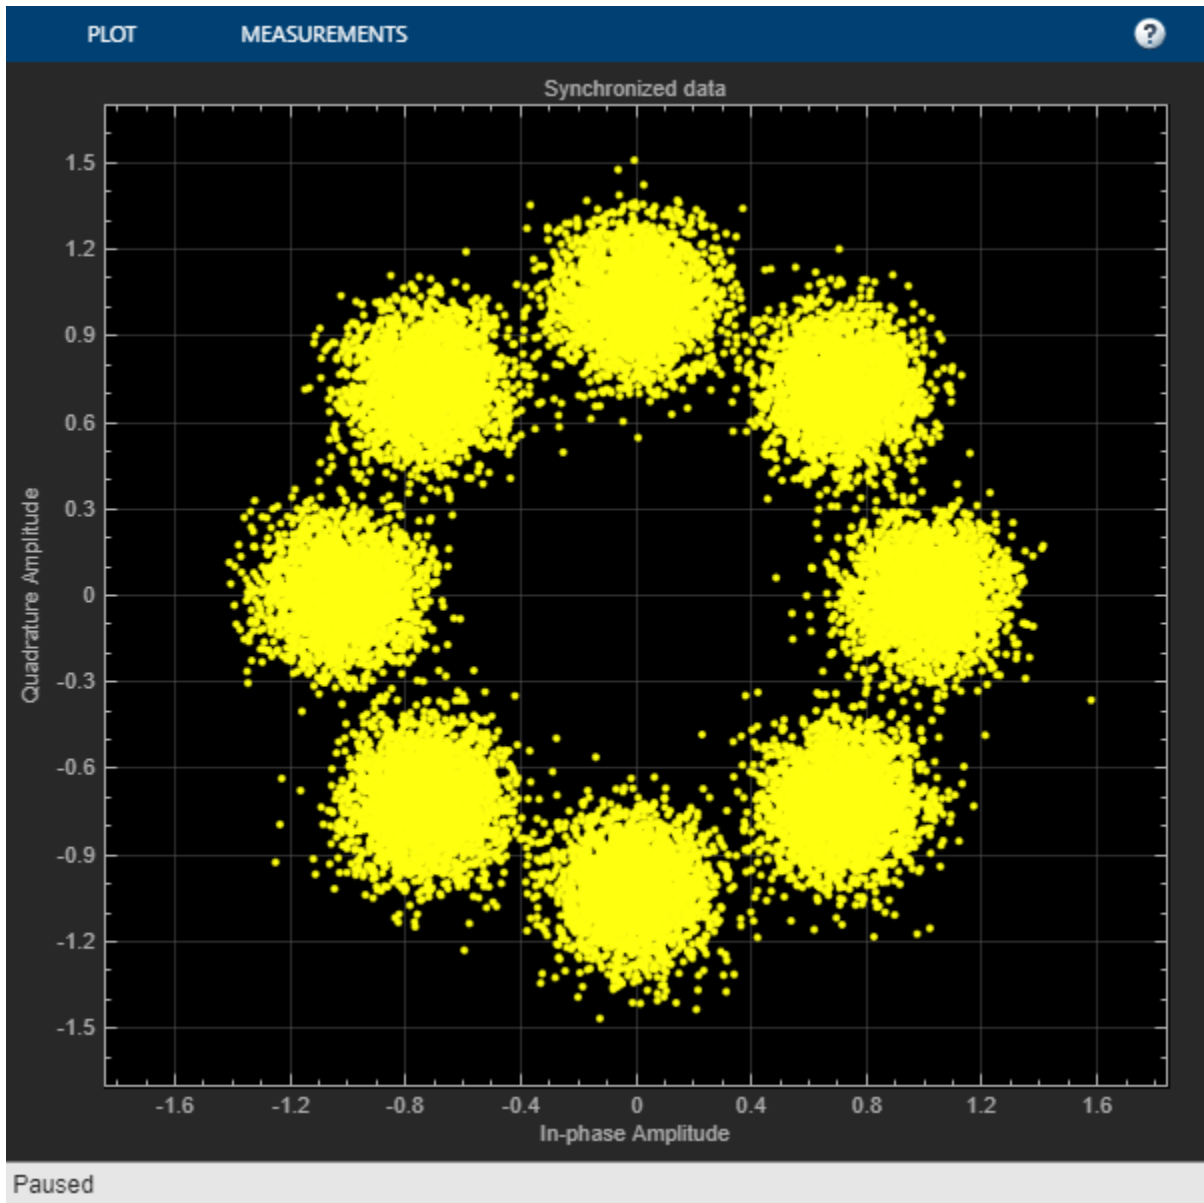 PLOT MEASUREMENTS ?
Synchronized data
1.5
1.2
0.9
0.6
0.3
0
-0.3
-0.6
-0.9
-1.2
-1.5
Quadrature Amplitude
-1.6 -1.2 -0.8 -0.4 0 0.4 0.8 1.2 1.6
In-phase Amplitude
Paused